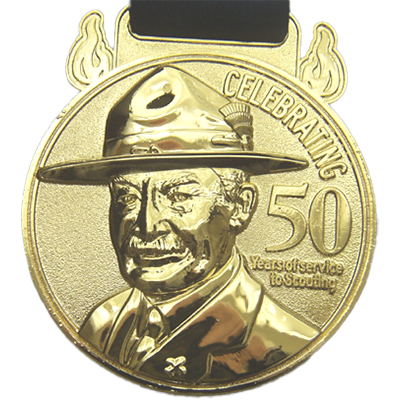 CELEBRATING
50
Years of service
to Scouting